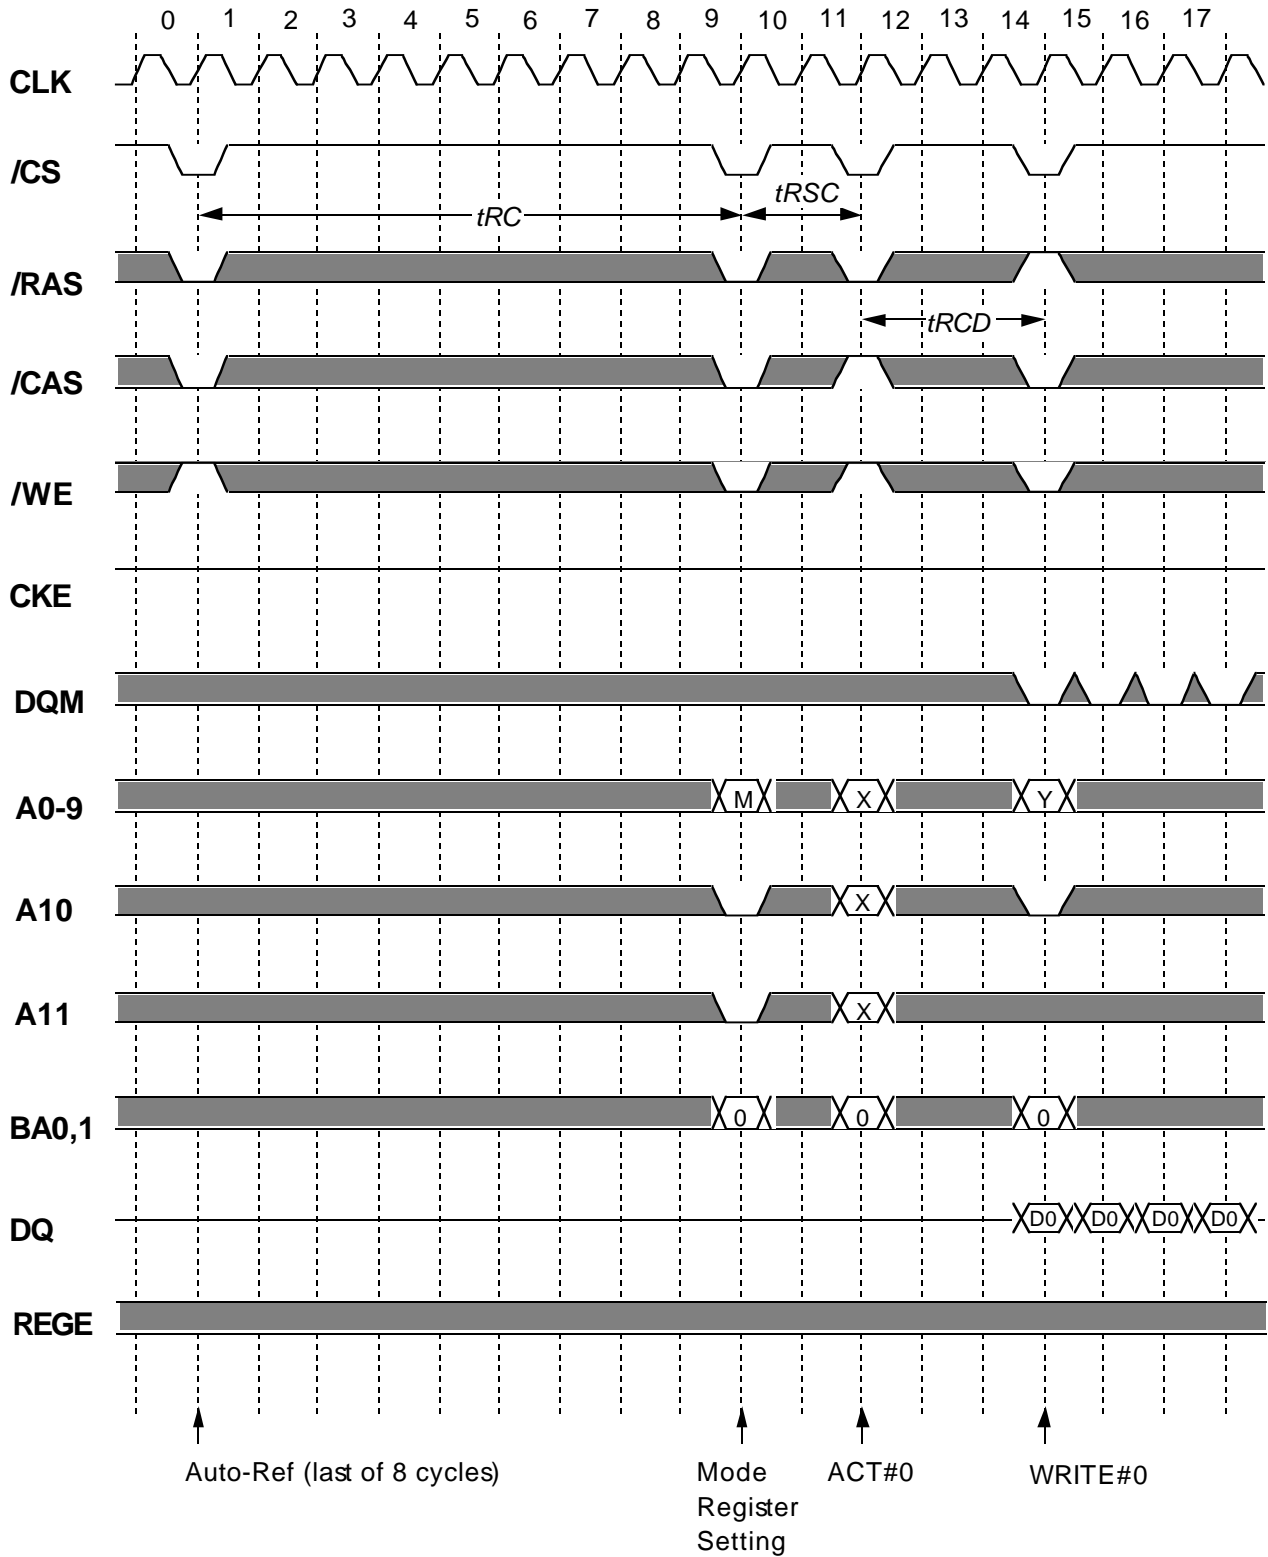 0 1 2 3 4 5 6 7 8 9 10 11 12 13 14 15 16 17
CLK
/CS
tRSC
tRC
/RAS
tRCD
/CAS
/WE
CKE
DQM
A0-9 M X Y
A10 X
A11 X
BA0,1 0 0 0
DQ D0 D0 D0 D0
REGE
Auto-Ref (last of 8 cycles) Mode ACT#0 WRITE#0
Register
Setting